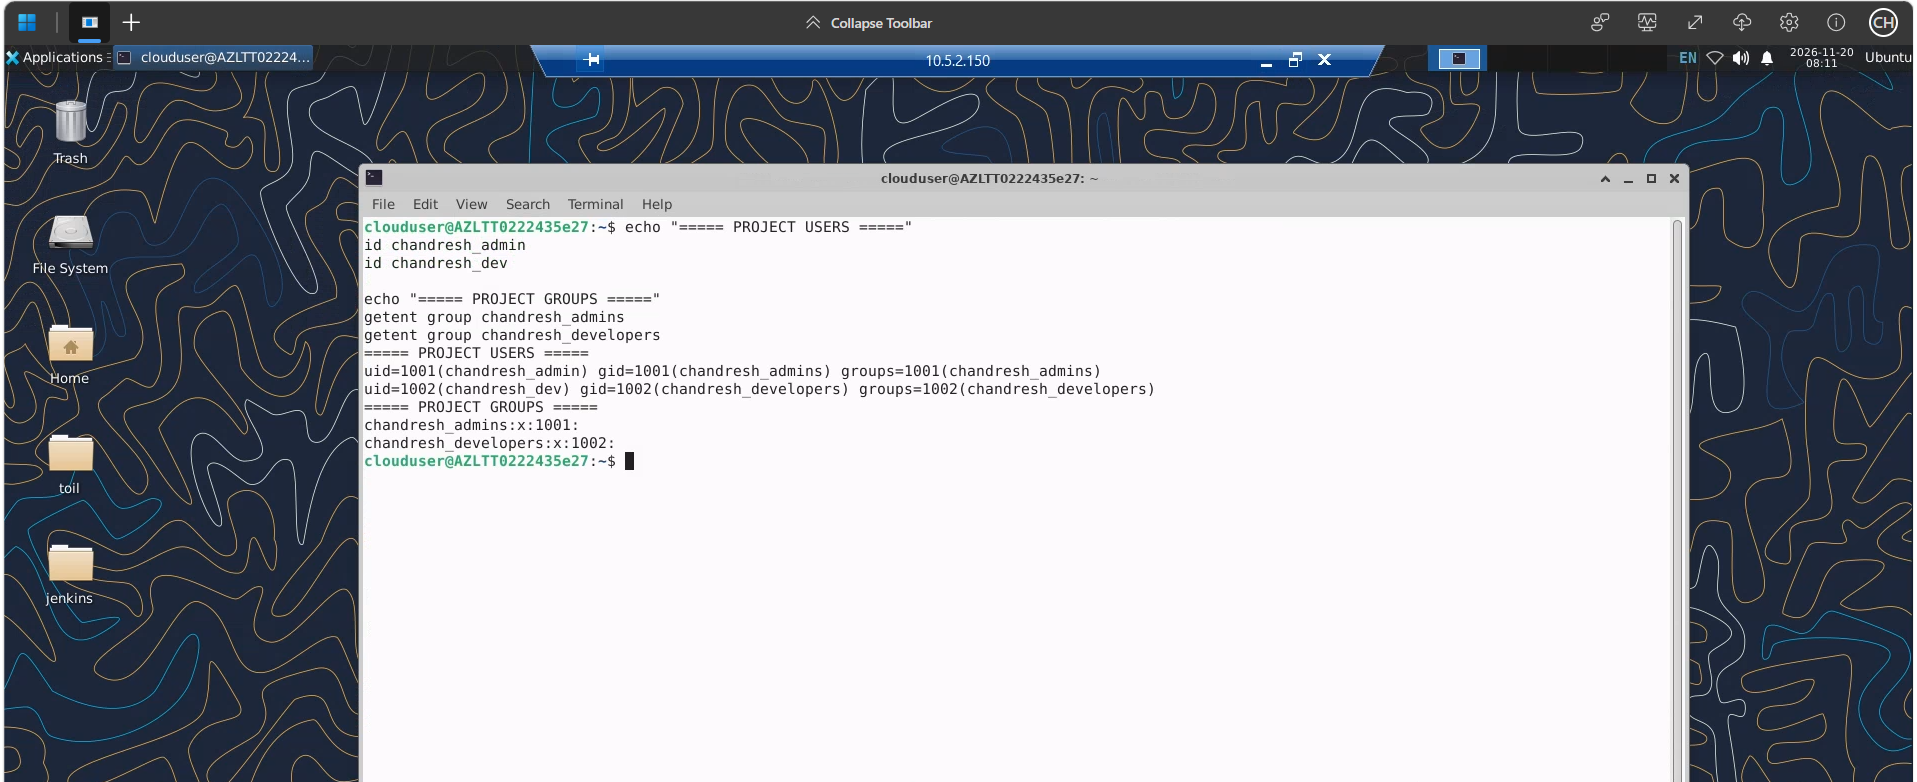 Collapse Toolbar
CH
Applications
clouduser@AZLTT02224...
10.5.2.150
EN
2026-11-20
08:11
Ubuntu
Trash
File System
Home
toil
jenkins
clouduser@AZLTT0222435e27: ~
File Edit View Search Terminal Help
clouduser@AZLTT0222435e27:~$ echo "===== PROJECT USERS ====="
id chandresh_admin
id chandresh_dev
echo "===== PROJECT GROUPS ====="
getent group chandresh_admins
getent group chandresh_developers
===== PROJECT USERS =====
uid=1001(chandresh_admin) gid=1001(chandresh_admins) groups=1001(chandresh_admins)
uid=1002(chandresh_dev) gid=1002(chandresh_developers) groups=1002(chandresh_developers)
===== PROJECT GROUPS =====
chandresh_admins:x:1001:
chandresh_developers:x:1002:
clouduser@AZLTT0222435e27:~$